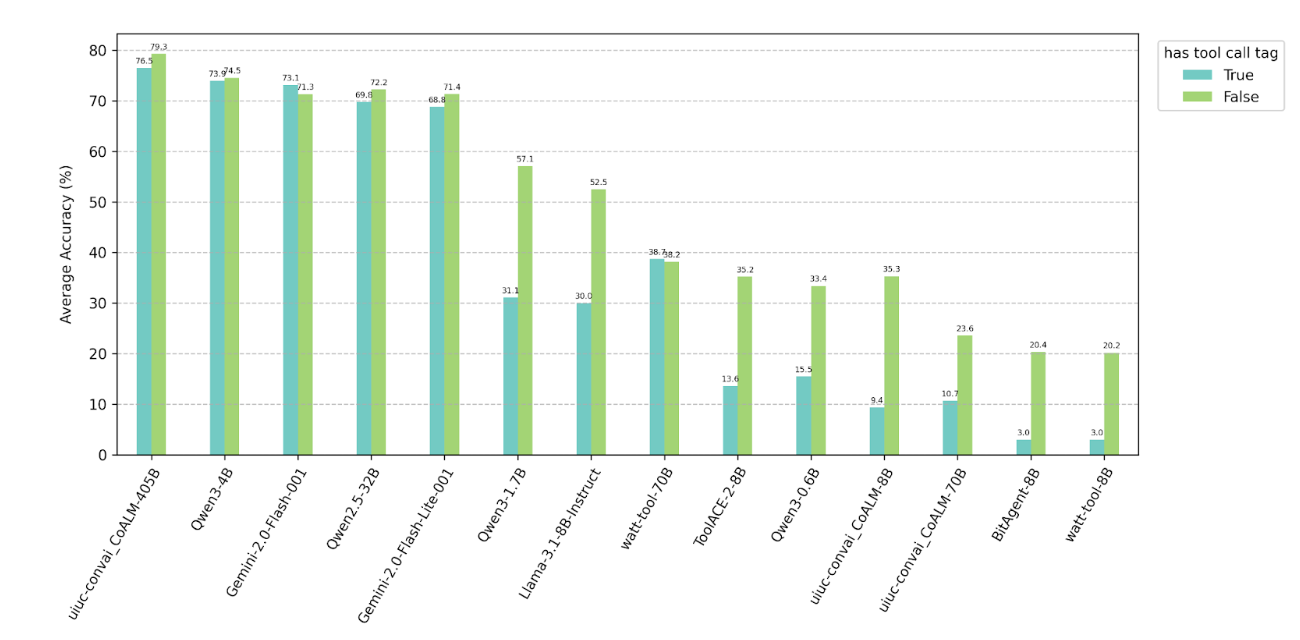 has tool call tag
True
False
Average Accuracy (%)
80
70
60
50
40
30
20
10
0
76.5
79.3
73.9
74.5
73.1
71.3
69.8
72.2
68.8
71.4
31.1
57.1
30.0
52.5
38.7
38.2
13.6
35.2
15.5
33.4
9.4
35.3
10.7
23.6
3.0
20.4
3.0
20.2
uiuc-convai_CoALM-405B
Qwen3-4B
Gemini-2.0-Flash-001
Qwen2.5-32B
Gemini-2.0-Flash-Lite-001
Qwen3-1.7B
Llama-3.1-8B-Instruct
watt-tool-70B
ToolACE-2-8B
Qwen3-0.6B
uiuc-convai_CoALM-8B
uiuc-convai_CoALM-70B
BitAgent-8B
watt-tool-8B